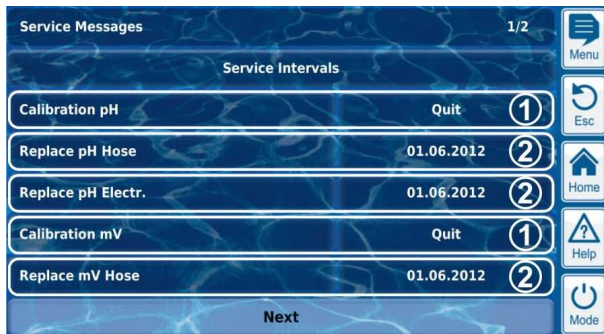 Service Messages 1/2
Menu
Service Intervals
Calibration pH Quit 1
Esc
Replace pH Hose 01.06.2012 2
Replace pH Electr. 01.06.2012 2
Home
Calibration mV Quit 1
Help
Replace mV Hose 01.06.2012 2
Next
Mode